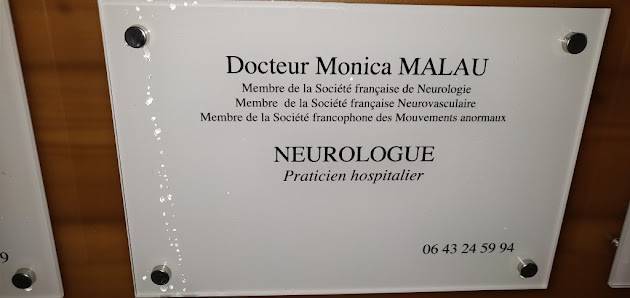 Docteur Monica MALAU
Membre de la Société française de Neurologie
Membre de la Société française Neurovasculaire
Membre de la Société francophone des Mouvements anormaux
NEUROLOGUE
Praticien hospitalier
06 43 24 59 94
9